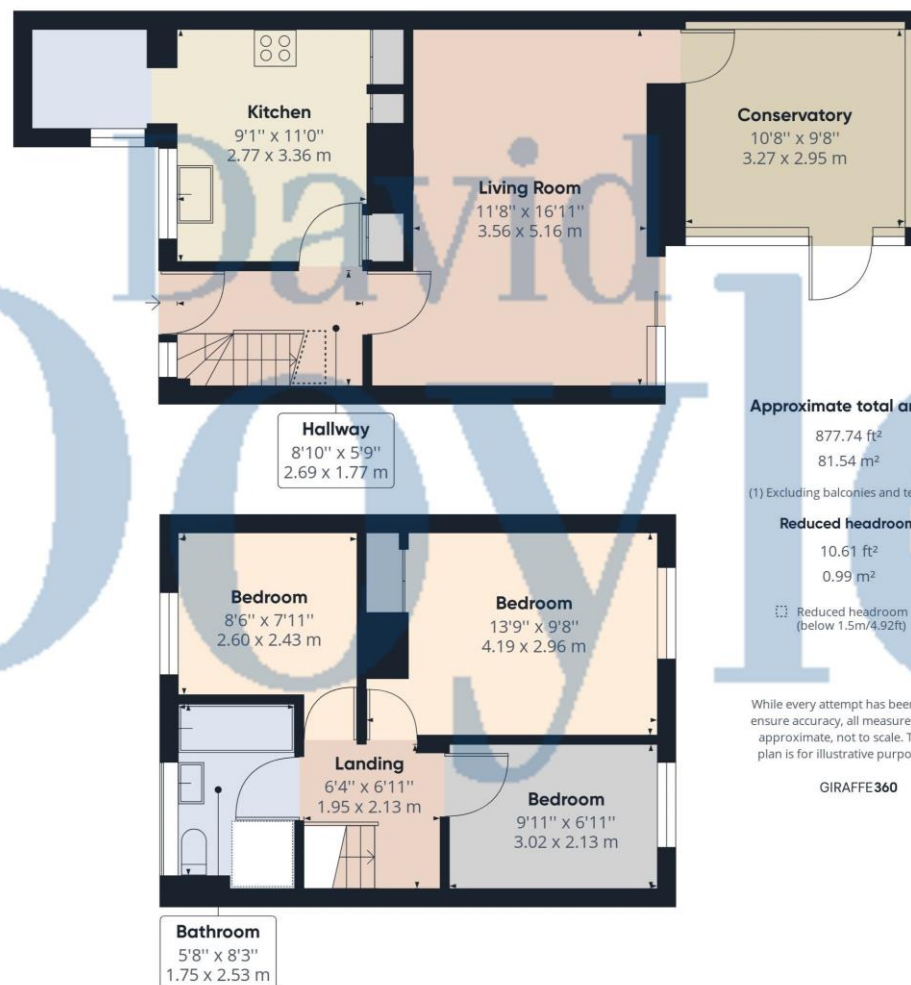 Kitchen
9'1'' x 11'0''
2.77 x 3.36 m
Living Room
11'8'' x 16'11''
3.56 x 5.16 m
Conservatory
10'8'' x 9'8''
3.27 x 2.95 m
Hallway
8'10'' x 5'9''
2.69 x 1.77 m
Bedroom
8'6'' x 7'11''
2.60 x 2.43 m
Bedroom
13'9'' x 9'8''
4.19 x 2.96 m
Landing
6'4'' x 6'11''
1.95 x 2.13 m
Bedroom
9'11'' x 6'11''
3.02 x 2.13 m
Bathroom
5'8'' x 8'3''
1.75 x 2.53 m
Approximate total
877.74 ft²
81.54 m²
(1) Excluding balconies and
Reduced headroom
10.61 ft²
0.99 m²
Reduced headroom
(below 1.5m/4.92ft)
While every attempt has been
ensure accuracy, all
approximate, not to scale.
plan is for illustrative
GIRAFFE360
David